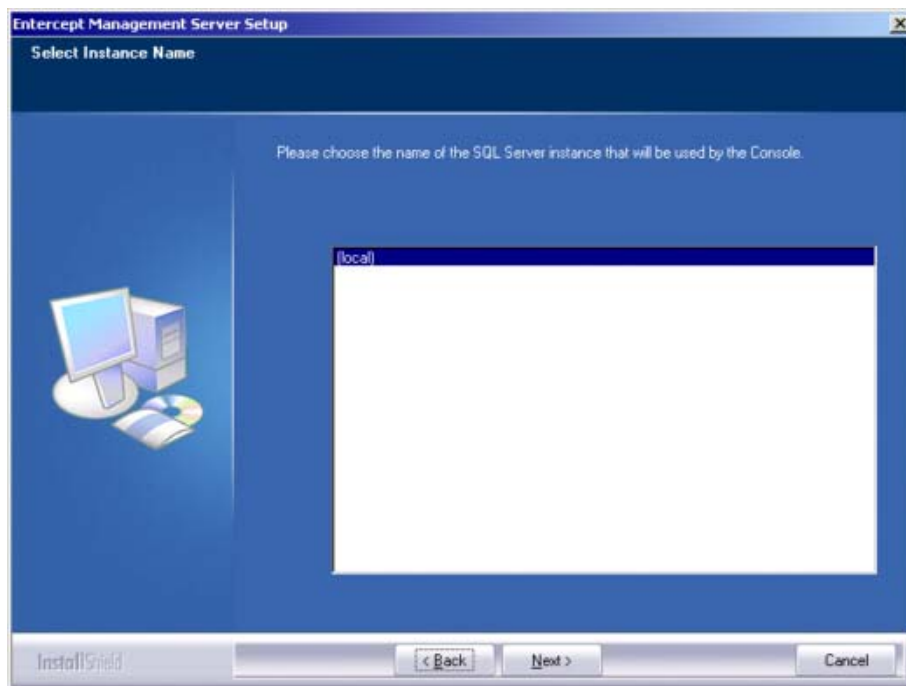 Entercept Management Server Setup
Select Instance Name
Please choose the name of the SQL Server instance that will be used by the Console.
(local)
InstallShield
< Back
Next >
Cancel